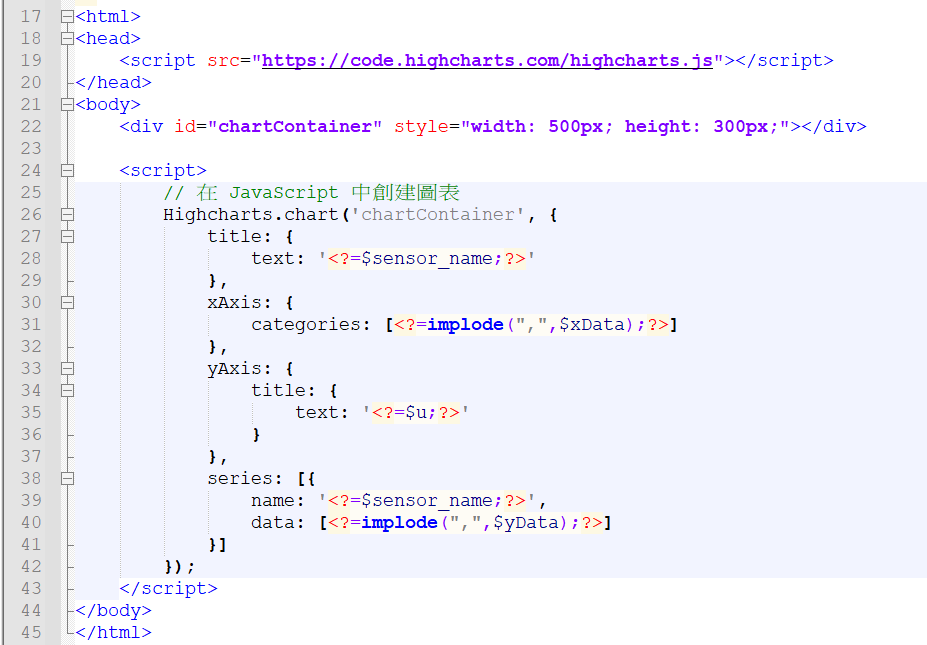 17 <html>
18 <head>
19     <script src="https://code.highcharts.com/highcharts.js"></script>
20 </head>
21 <body>
22     <div id="chartContainer" style="width: 500px; height: 300px;"></div>
23
24     <script>
25         // 在 JavaScript 中創建圖表
26         Highcharts.chart('chartContainer', {
27             title: {
28                 text: '<?=$sensor_name;?>'
29             },
30             xAxis: {
31                 categories: [<?=implode(",",$xData);?>]
32             },
33             yAxis: {
34                 title: {
35                     text: '<?=$u;?>'
36                 }
37             },
38             series: [{
39                 name: '<?=$sensor_name;?>',
40                 data: [<?=implode(",",$yData);?>]
41             }]
42         });
43     </script>
44 </body>
45 </html>